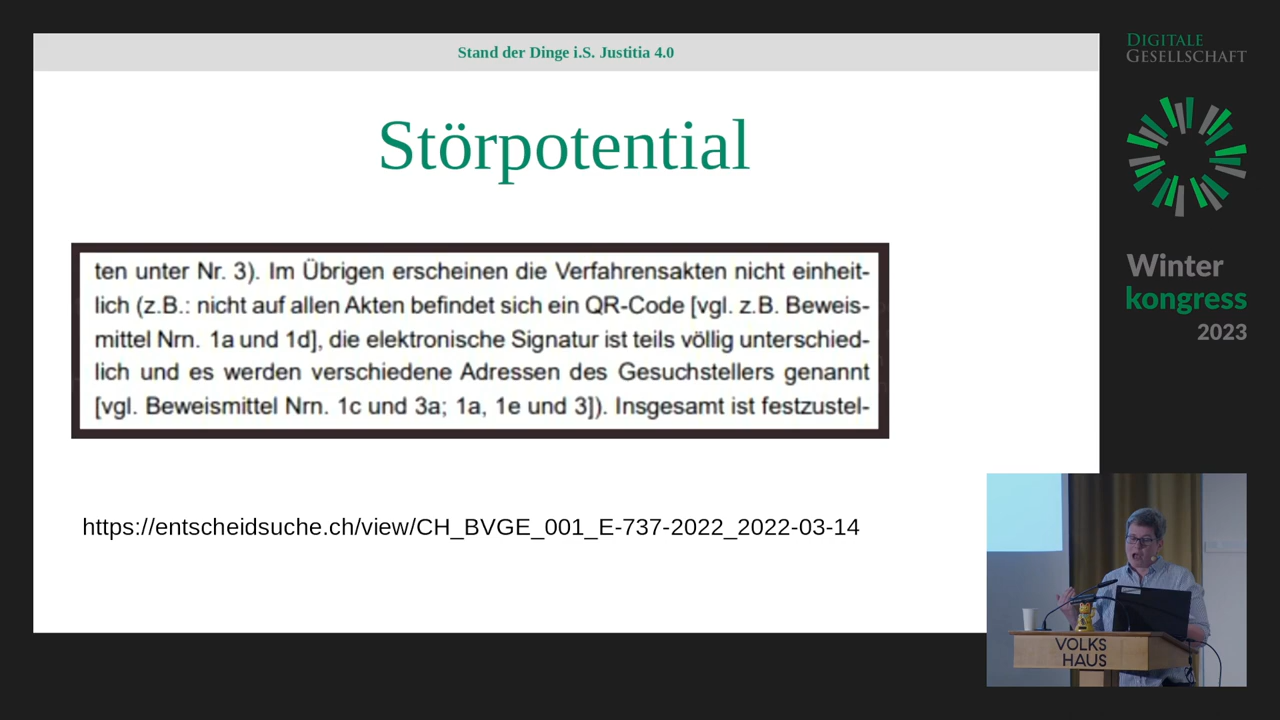 Stand der Dinge i.S. Justitia 4.0
Störpotential
ten unter Nr. 3). Im Übrigen erscheinen die Verfahrensakten nicht einheit-
lich (z.B.: nicht auf allen Akten befindet sich ein QR-Code [vgl. z.B. Beweis-
mittel Nrn. 1a und 1d], die elektronische Signatur ist teils völlig unterschied-
lich und es werden verschiedene Adressen des Gesuchstellers genannt
[vgl. Beweismittel Nrn. 1c und 3a; 1a, 1e und 3]). Insgesamt ist festzustel-
https://entscheidsuche.ch/view/CH_BVGE_001_E-737-2022_2022-03-14
DIGITALE
GESELLSCHAFT
Winter
kongress
2023
VOLKS
HAUS